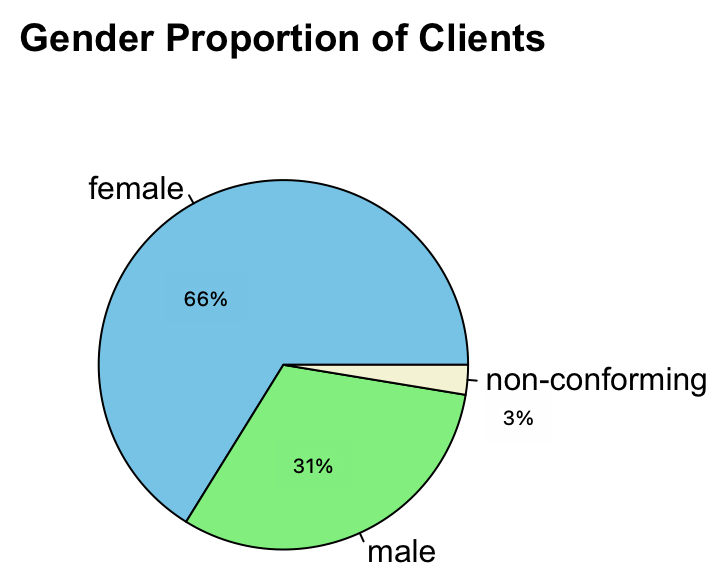 Gender Proportion of Clients
female
66%
non-conforming
3%
31%
male